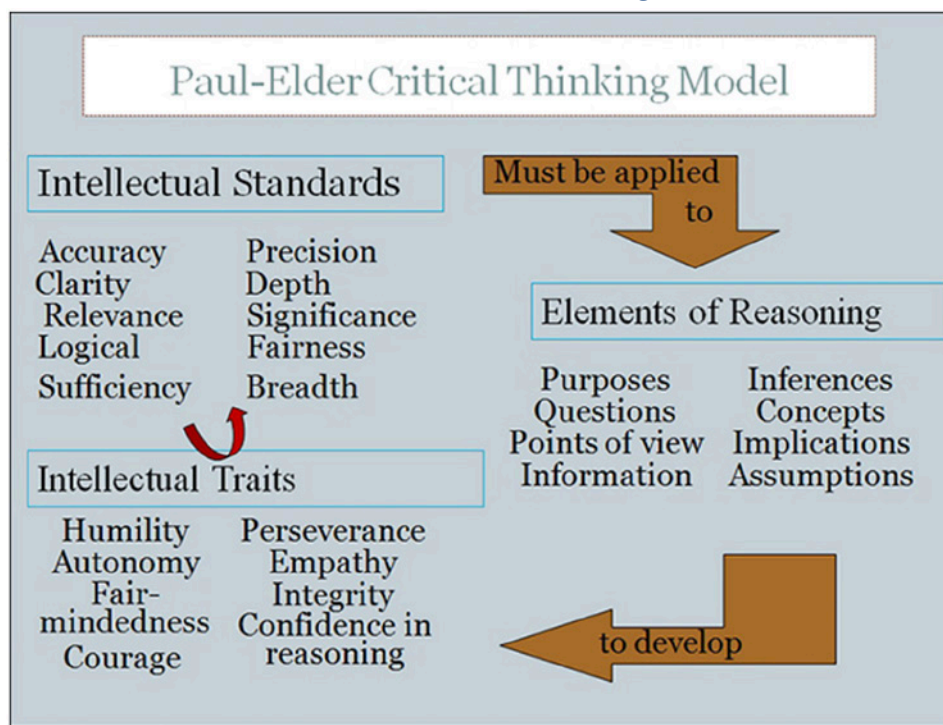 Paul-Elder Critical Thinking Model
Intellectual Standards
Accuracy
Clarity
Relevance
Logical
Sufficiency
Precision
Depth
Significance
Fairness
Breadth
Must be applied
to
Elements of Reasoning
Purposes
Questions
Points of view
Information
Inferences
Concepts
Implications
Assumptions
to develop
Intellectual Traits
Humility
Autonomy
Fair-
mindedness
Courage
Perseverance
Empathy
Integrity
Confidence in
reasoning